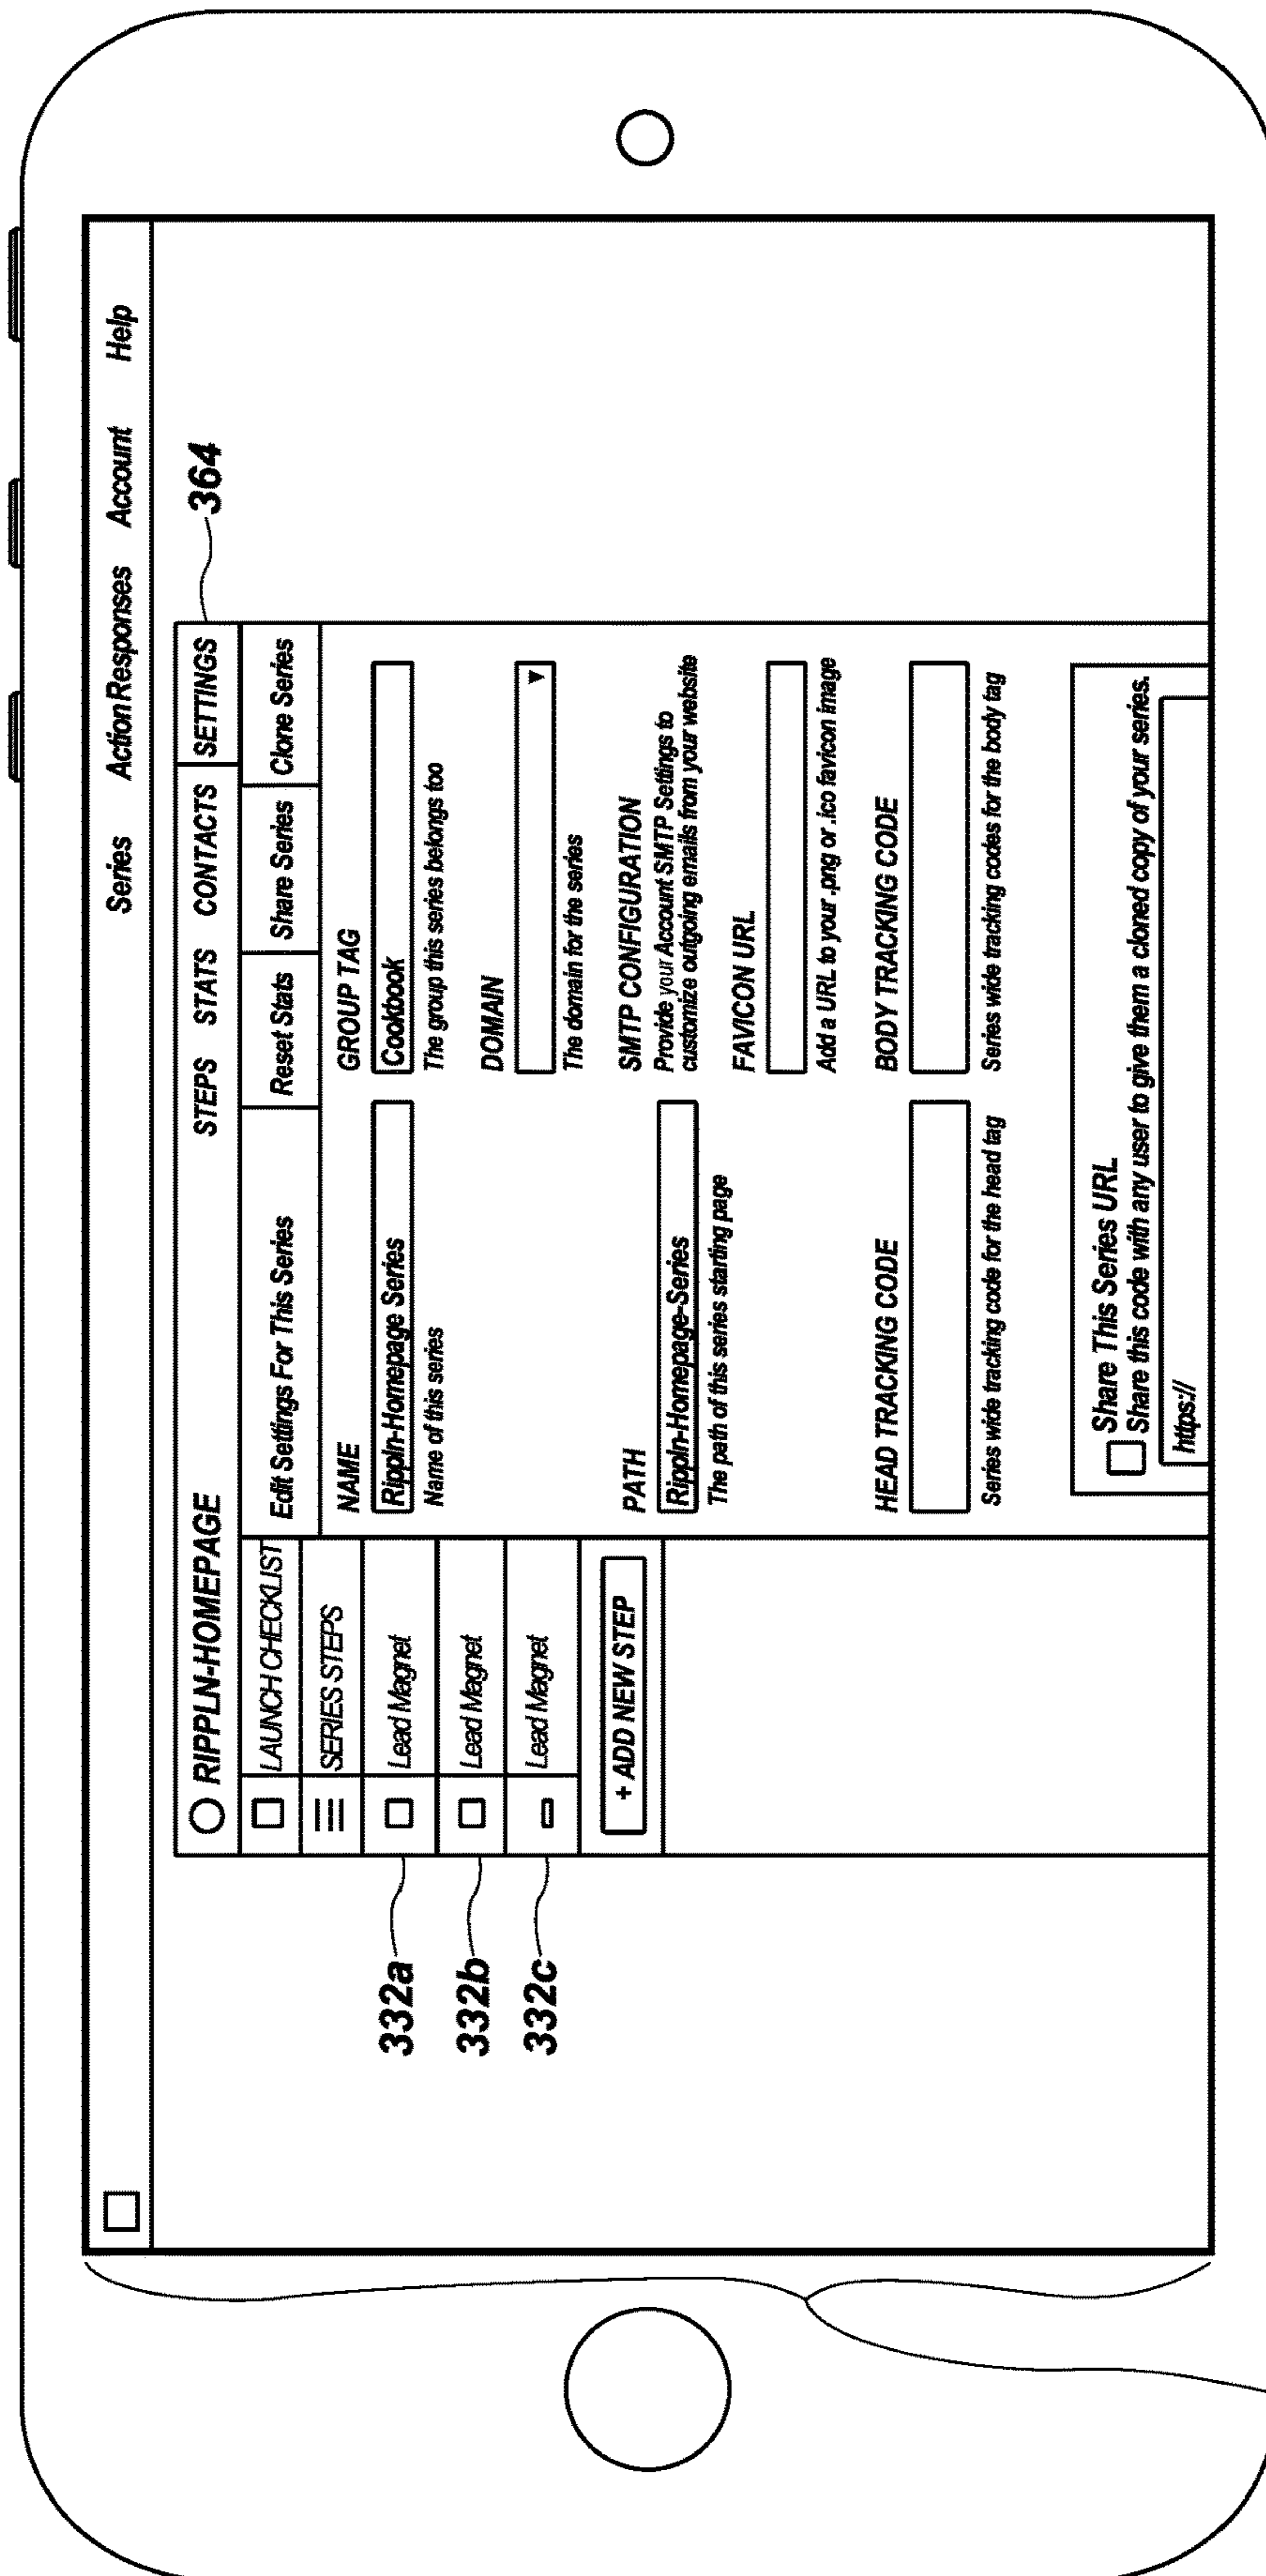 Series Action Responses Account Help
364
RIPPLN-HOMEPAGE STEPS STATS CONTACTS SETTINGS
LAUNCH CHECKLIST
SERIES STEPS
332a Lead Magnet
332b Lead Magnet
332c Lead Magnet
+ ADD NEW STEP
Edit Settings For This Series Reset Stats Share Series Clone Series
NAME
Rippln-Homepage Series
Name of this series
GROUP TAG
Cookbook
The group this series belongs too
DOMAIN
The domain for the series
PATH
Rippln-Homepage-Series
The path of this series starting page
SMTP CONFIGURATION
Provide your Account SMTP Settings to
customize outgoing emails from your website
FAVICON URL
Add a URL to your .png or .ico favicon image
HEAD TRACKING CODE
Series wide tracking code for the head tag
BODY TRACKING CODE
Series wide tracking codes for the body tag
Share This Series URL
Share this code with any user to give them a cloned copy of your series.
https://